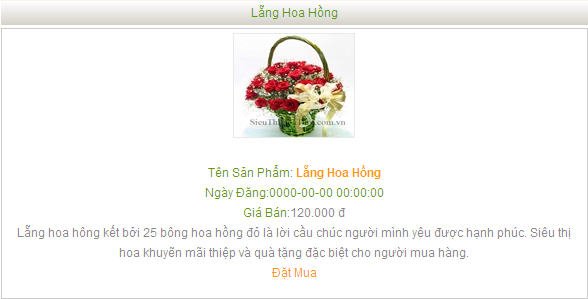 Lẵng Hoa Hồng
SieuThiHoaTuoi.com.vn
Tên Sản Phẩm: Lẵng Hoa Hồng
Ngày Đăng:0000-00-00 00:00:00
Giá Bán:120.000 đ
Lẵng hoa hồng kết bởi 25 bông hoa hồng đỏ là lời cầu chúc người mình yêu được hạnh phúc. Siêu thị
hoa khuyến mãi thiệp và quà tặng đặc biệt cho người mua hàng.
Đặt Mua